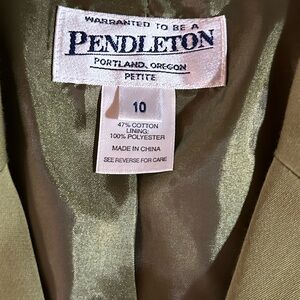 WARRANTED TO BE A
PENDLETON
PORTLAND, OREGON
PETITE
10
47% COTTON
LINING:
100% POLYESTER
MADE IN CHINA
SEE REVERSE FOR CARE